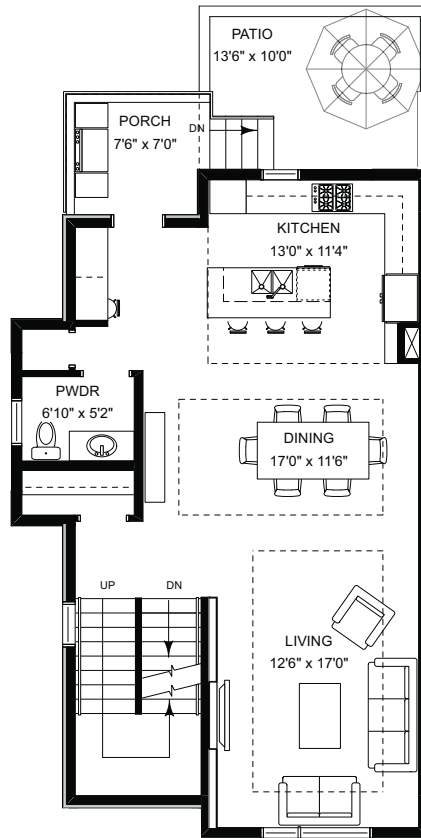 PATIO
13'6" x 10'0"
PORCH
7'6" x 7'0"
DN
KITCHEN
13'0" x 11'4"
PWDR
6'10" x 5'2"
DINING
17'0" x 11'6"
UP
DN
LIVING
12'6" x 17'0"